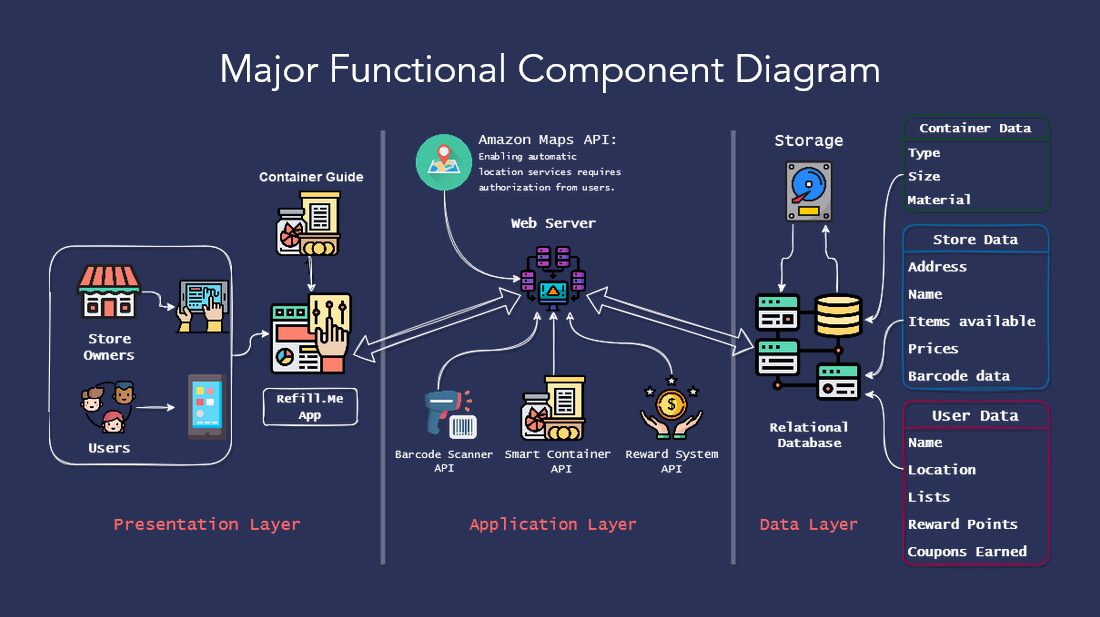 Major Functional Component Diagram
Container Guide
Store
Owners
Users
Refill.Me
App
Presentation Layer
Amazon Maps API:
Enabling automatic
location services requires
authorization from users.
Web Server
Barcode Scanner
API
Smart Container
API
Reward System
API
Application Layer
Storage
Relational
Database
Data Layer
Container Data
Type
Size
Material
Store Data
Address
Name
Items available
Prices
Barcode data
User Data
Name
Location
Lists
Reward Points
Coupons Earned